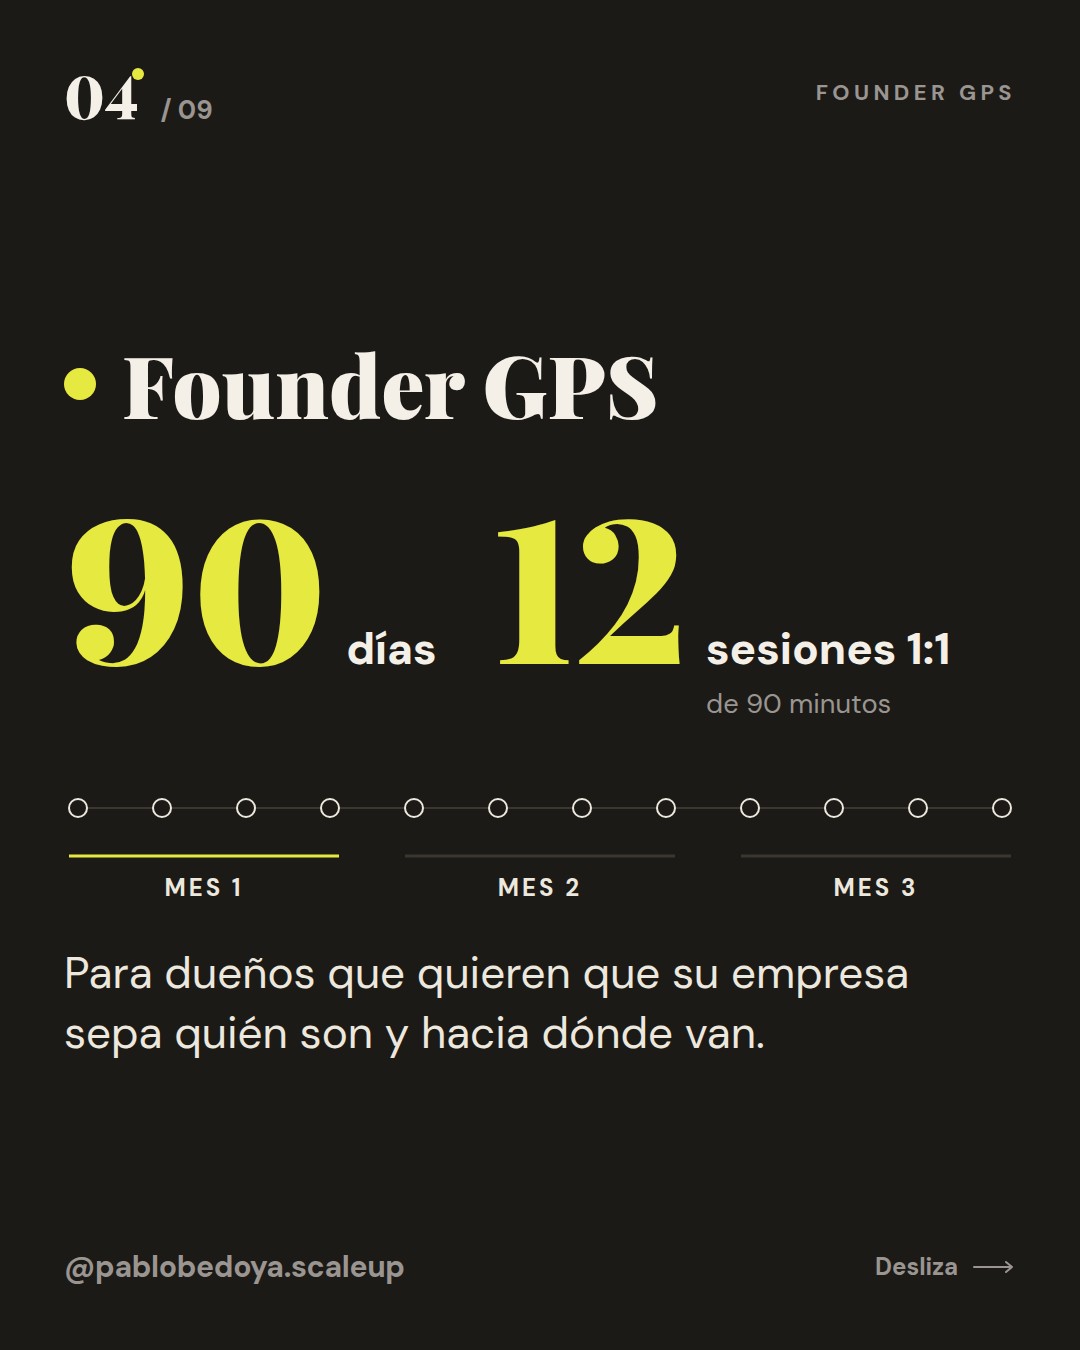 04 / 09
FOUNDER GPS
Founder GPS
90 días 12 sesiones 1:1
de 90 minutos
MES 1 MES 2 MES 3
Para dueños que quieren que su empresa
sepa quién son y hacia dónde van.
@pablobedoya.scaleup
Desliza →